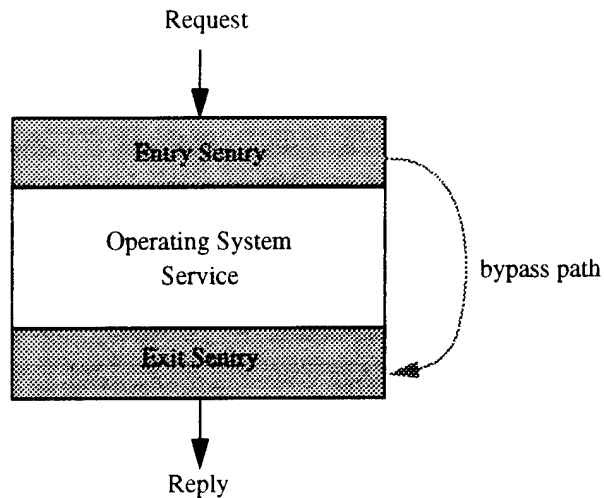 Request
Entry Sentry
Operating System
Service
bypass path
Exit Sentry
Reply